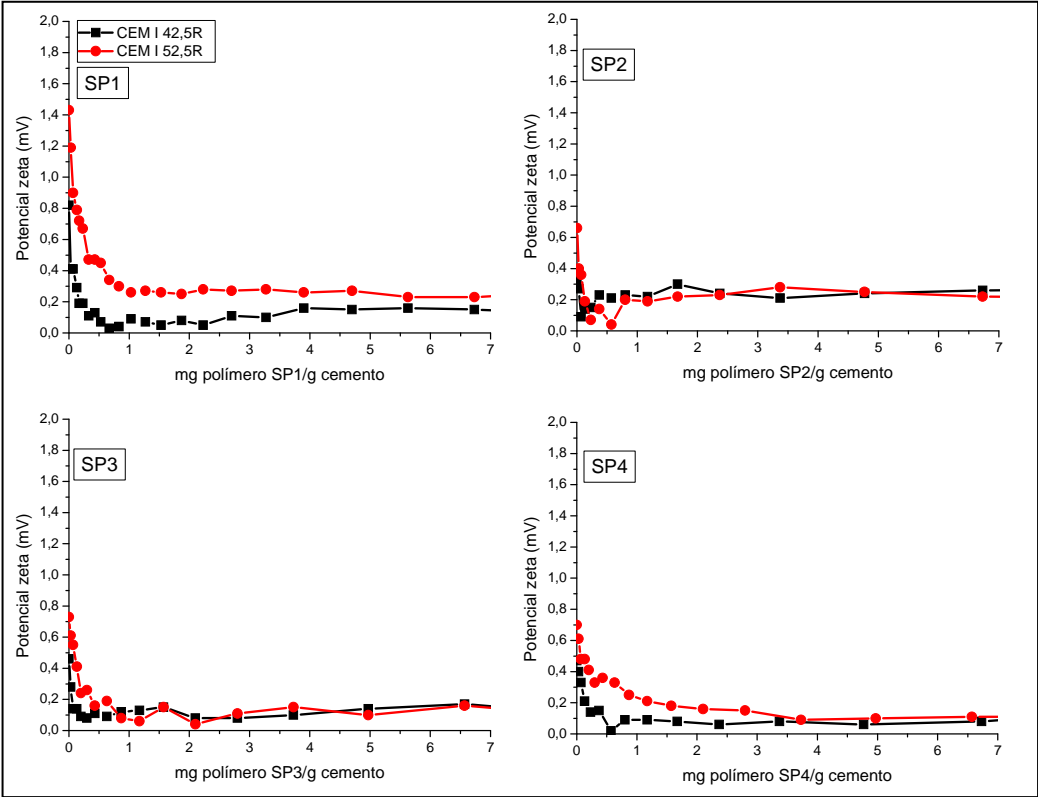 CEM I 42,5R
CEM I 52,5R
SP1
Potencial zeta (mV)
2,0
1,8
1,6
1,4
1,2
1,0
0,8
0,6
0,4
0,2
0,0
0 1 2 3 4 5 6 7
mg polímero SP1/g cemento
SP2
Potencial zeta (mV)
2,0
1,8
1,6
1,4
1,2
1,0
0,8
0,6
0,4
0,2
0,0
0 1 2 3 4 5 6 7
mg polímero SP2/g cemento
SP3
Potencial zeta (mV)
2,0
1,8
1,6
1,4
1,2
1,0
0,8
0,6
0,4
0,2
0,0
0 1 2 3 4 5 6 7
mg polímero SP3/g cemento
SP4
Potencial zeta (mV)
2,0
1,8
1,6
1,4
1,2
1,0
0,8
0,6
0,4
0,2
0,0
0 1 2 3 4 5 6 7
mg polímero SP4/g cemento